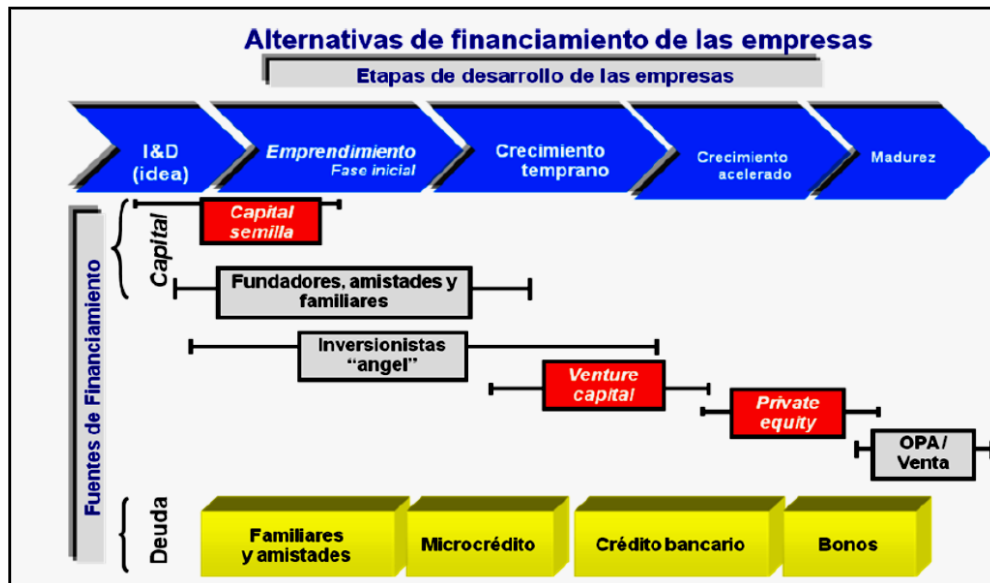 Alternativas de financiamiento de las empresas
Etapas de desarrollo de las empresas
I&D
(idea)
Emprendimiento
Fase inicial
Crecimiento
temprano
Crecimiento
acelerado
Madurez
Fuentes de Financiamiento
Capital
Capital
semilla
Fundadores, amistades y
familiares
Inversionistas
“angel”
Venture
capital
Private
equity
OPA/
Venta
Deuda
Familiares
y amistades
Microcrédito
Crédito bancario
Bonos